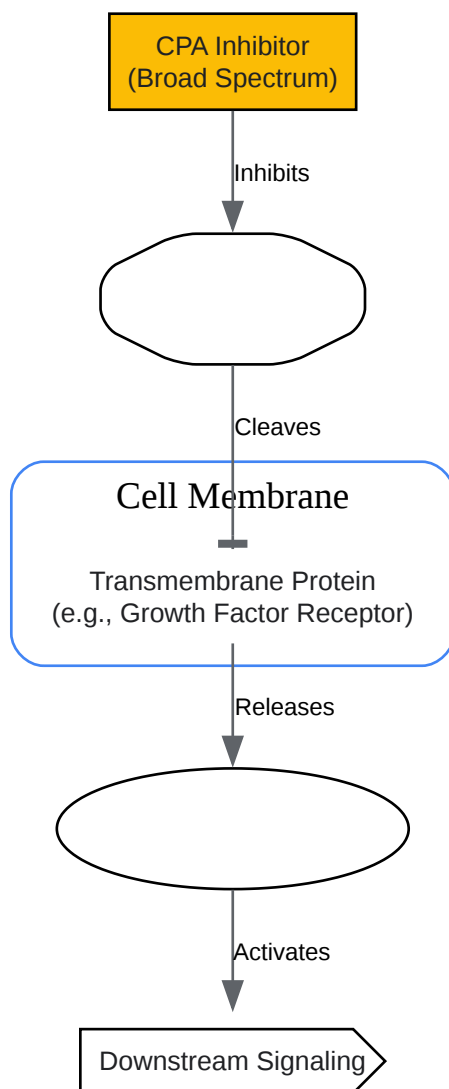 CPA Inhibitor
(Broad Spectrum)
Inhibits
Cleaves
Cell Membrane
Transmembrane Protein
(e.g., Growth Factor Receptor)
Releases
Activates
Downstream Signaling